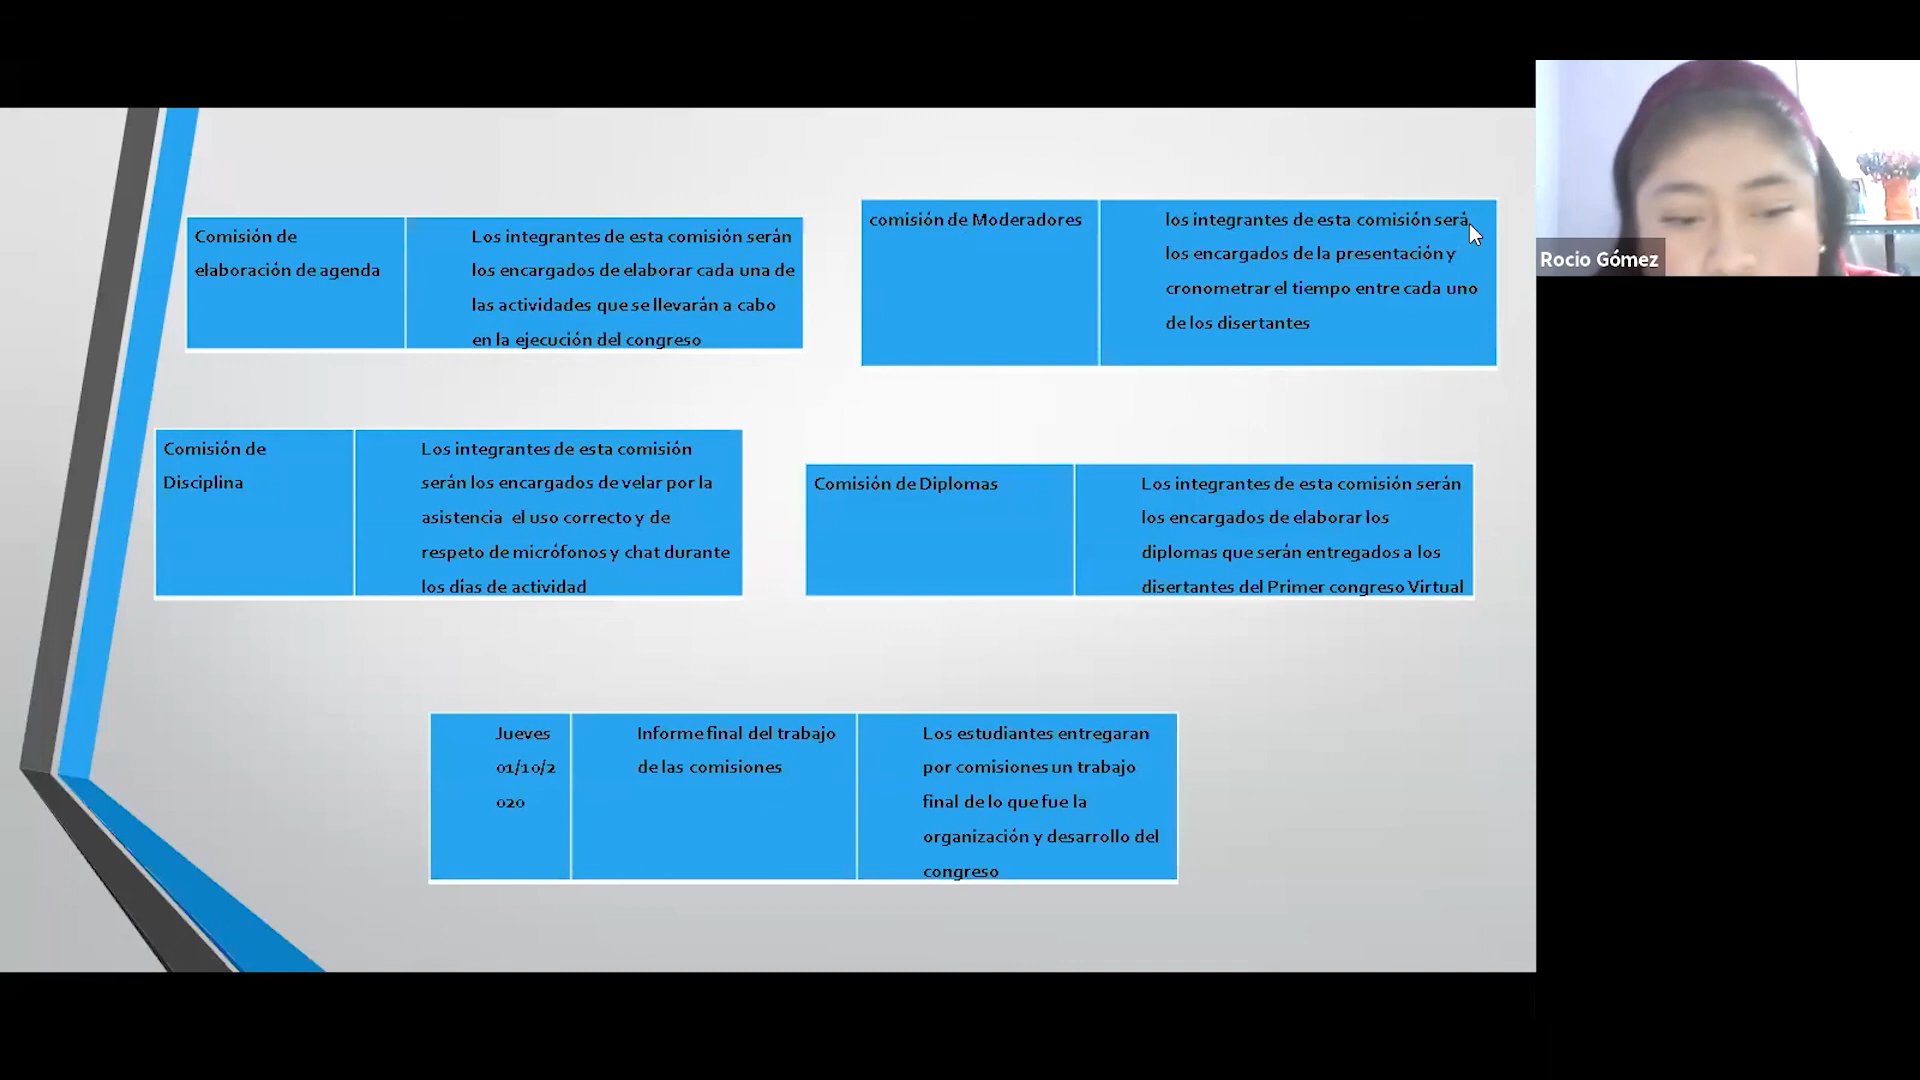 Comisión de
elaboración de agenda
Los integrantes de esta comisión serán
los encargados de elaborar cada una de
las actividades que se llevarán a cabo
en la ejecución del congreso
comisión de Moderadores
los integrantes de esta comisión será
los encargados de la presentación y
cronometrar el tiempo entre cada uno
de los disertantes
Rocio Gómez
Comisión de
Disciplina
Los integrantes de esta comisión
serán los encargados de velar por la
asistencia  el uso correcto y de
respeto de micrófonos y chat durante
los días de actividad
Comisión de Diplomas
Los integrantes de esta comisión serán
los encargados de elaborar los
diplomas que serán entregados a los
disertantes del Primer congreso Virtual
Jueves
01/10/2
020
Informe final del trabajo
de las comisiones
Los estudiantes entregaran
por comisiones un trabajo
final de lo que fue la
organización y desarrollo del
congreso